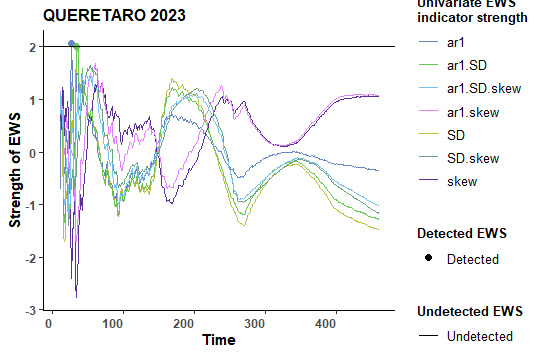 QUERETARO 2023
Univariate EWS
indicator strength
ar1
ar1.SD
ar1.SD.skew
ar1.skew
SD
SD.skew
skew
Detected EWS
Detected
Undetected EWS
Undetected
Strength of EWS
2
1
0
-1
-2
-3
0
100
200
300
400
Time